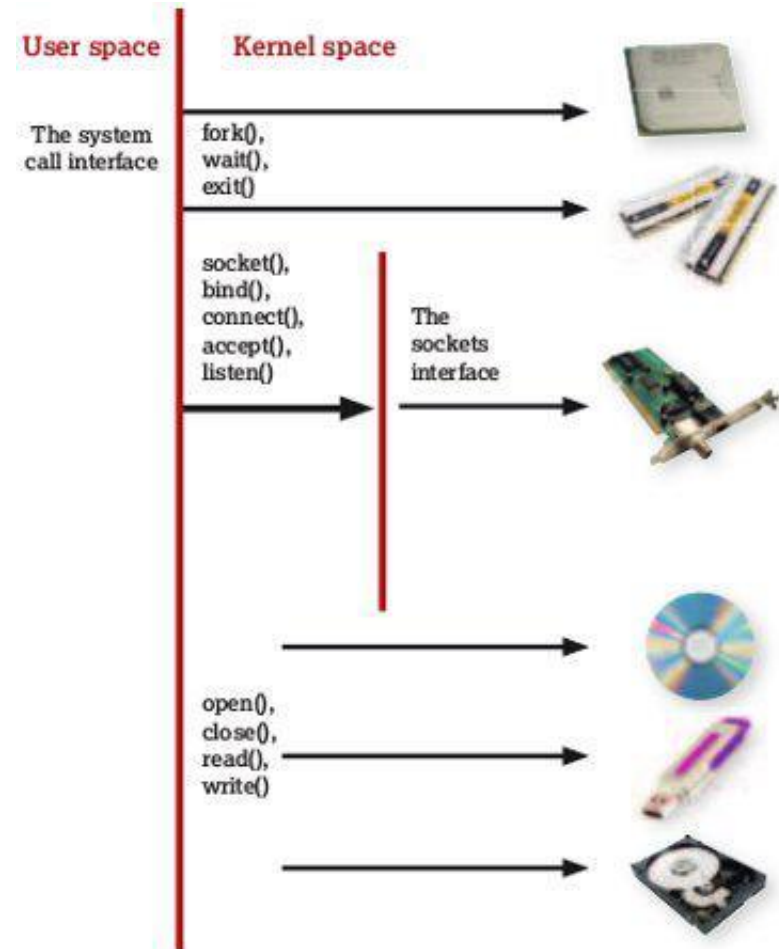 User space
Kernel space
The system
call interface
fork(),
wait(),
exit()
socket(),
bind(),
connect(),
accept(),
listen()
The
sockets
interface
open(),
close(),
read(),
write()